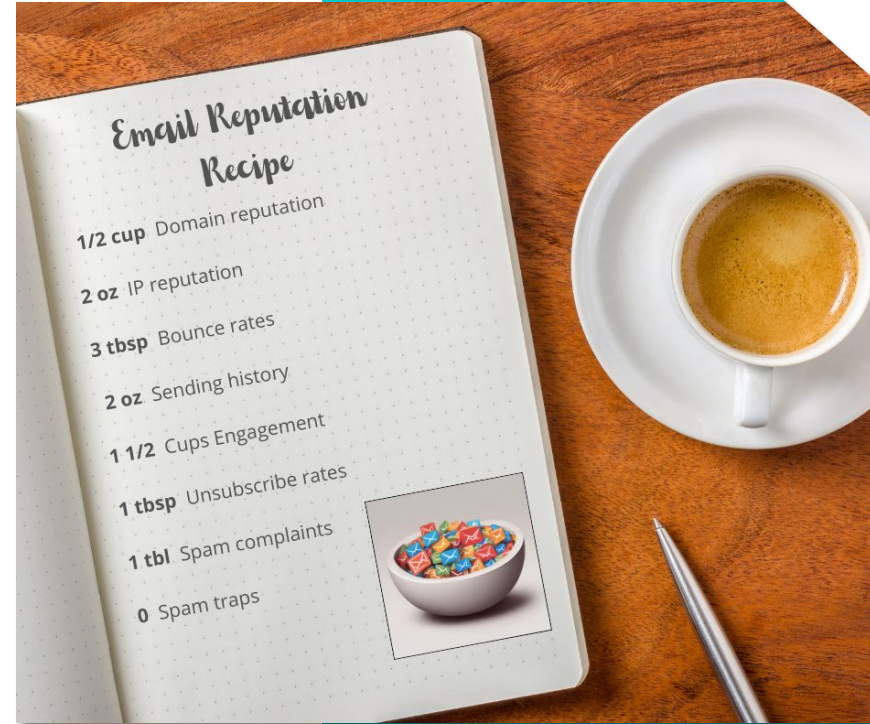 Email Reputation
Recipe
1/2 cup Domain reputation
2 oz IP reputation
3 tbsp Bounce rates
2 oz Sending history
1 1/2 Cups Engagement
1 tbsp Unsubscribe rates
1 tbl Spam complaints
0 Spam traps